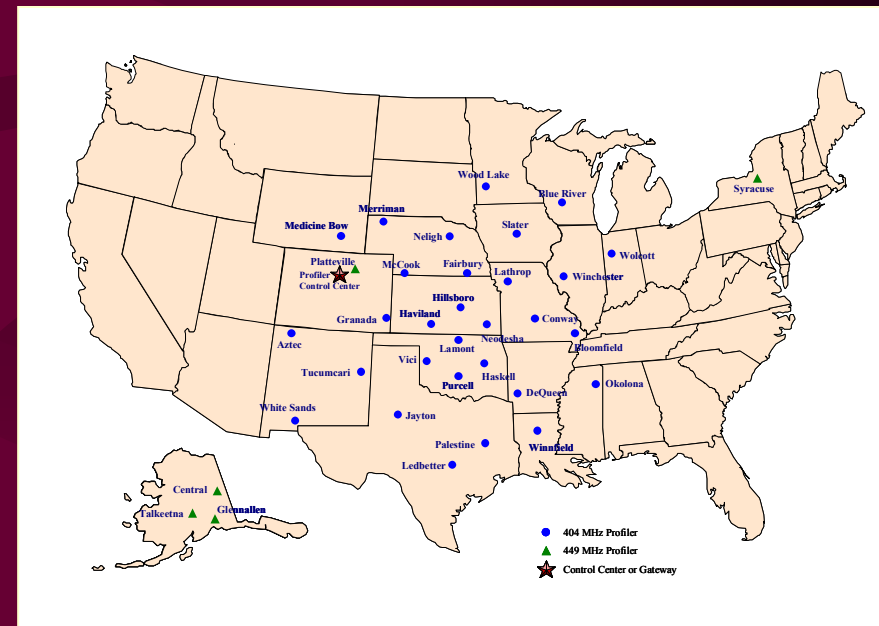 Wood Lake
Syracuse
Blue River
Merriman
Medicine Bow
Slater
Neligh
Wolcott
Platteville
McCook
Fairbury
Lathrop
Profiler
Control Center
Winchester
Hillsboro
Haviland
Granada
Conway
Neodesha
Aztec
Lamont
Bloomfield
Vici
Tucumcari
Haskell
Purcell
Okolona
DeQueen
White Sands
Jayton
Palestine
Winnfield
Ledbetter
Central
Talkeetna
Glennallen
404 MHz Profiler
449 MHz Profiler
Control Center or Gateway